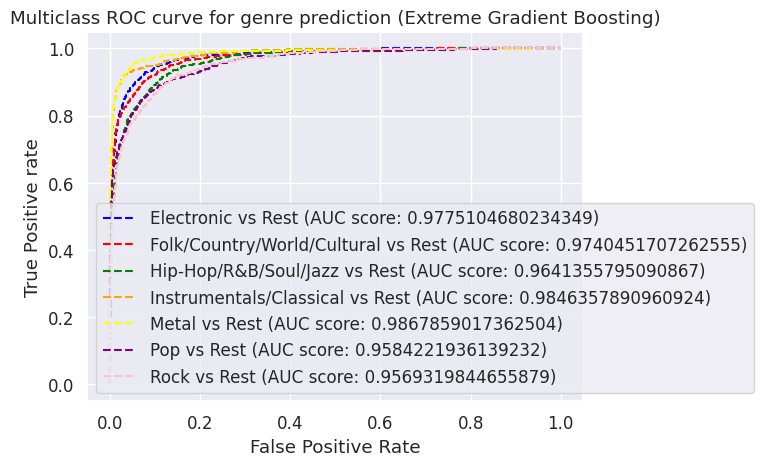 Multiclass ROC curve for genre prediction (Extreme Gradient Boosting)
True Positive rate
1.0
0.8
0.6
0.4
0.2
0.0
Electronic vs Rest (AUC score: 0.9775104680234349)
Folk/Country/World/Cultural vs Rest (AUC score: 0.9740451707262555)
Hip-Hop/R&B/Soul/Jazz vs Rest (AUC score: 0.9641355795090867)
Instrumentals/Classical vs Rest (AUC score: 0.9846357890960924)
Metal vs Rest (AUC score: 0.9867859017362504)
Pop vs Rest (AUC score: 0.9584221936139232)
Rock vs Rest (AUC score: 0.9569319844655879)
0.0 0.2 0.4 0.6 0.8 1.0
False Positive Rate